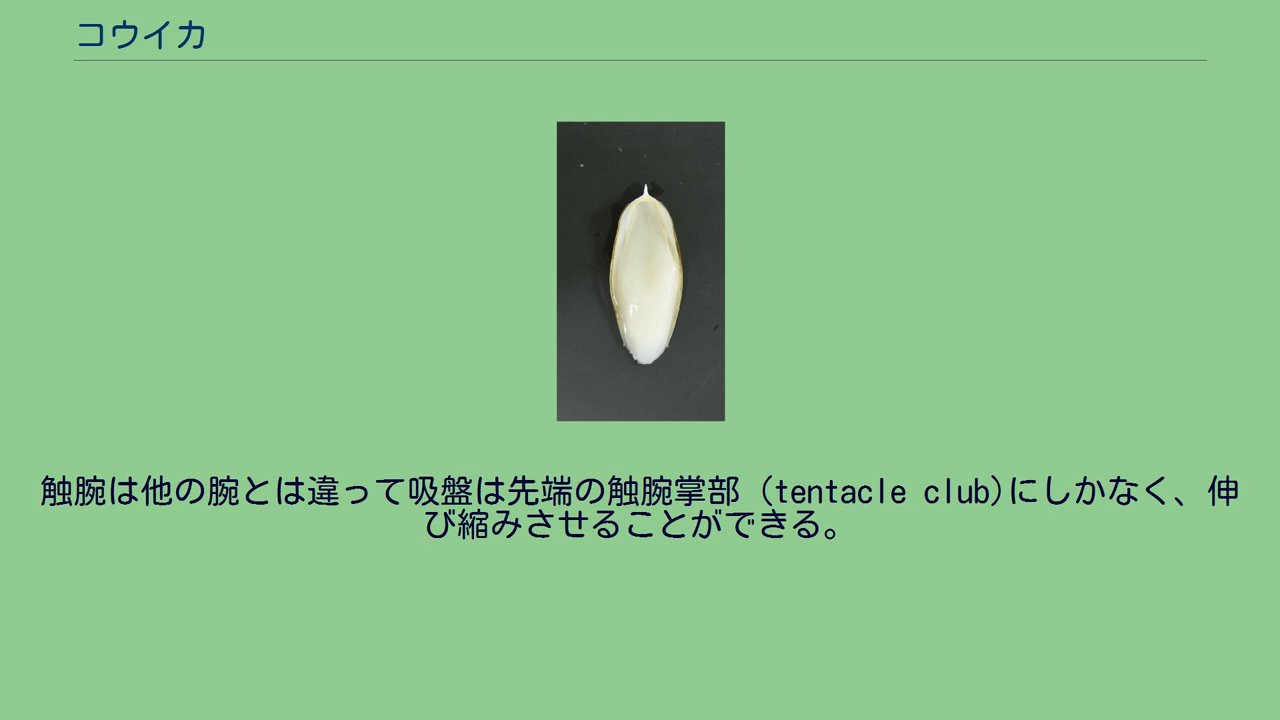 コウイカ
触腕は他の腕とは違って吸盤は先端の触腕掌部 (tentacle club)にしかなく、伸
び縮みさせることができる。